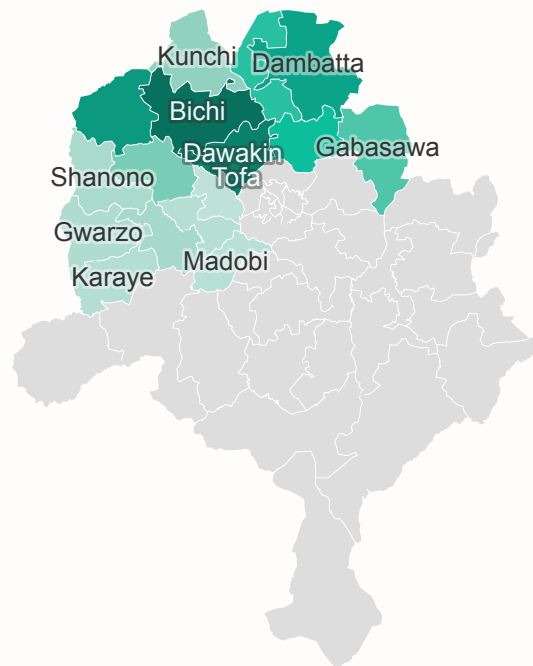 Kunchi
Dambatta
Bichi
Dawakin
Tofa
Gabasawa
Shanono
Gwarzo
Karaye
Madobi